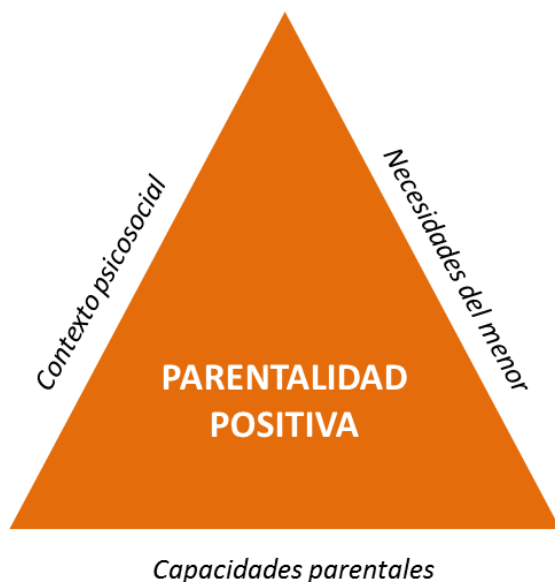 Contexto psicosocial
Necesidades del menor
PARENTALIDAD
POSITIVA
Capacidades parentales